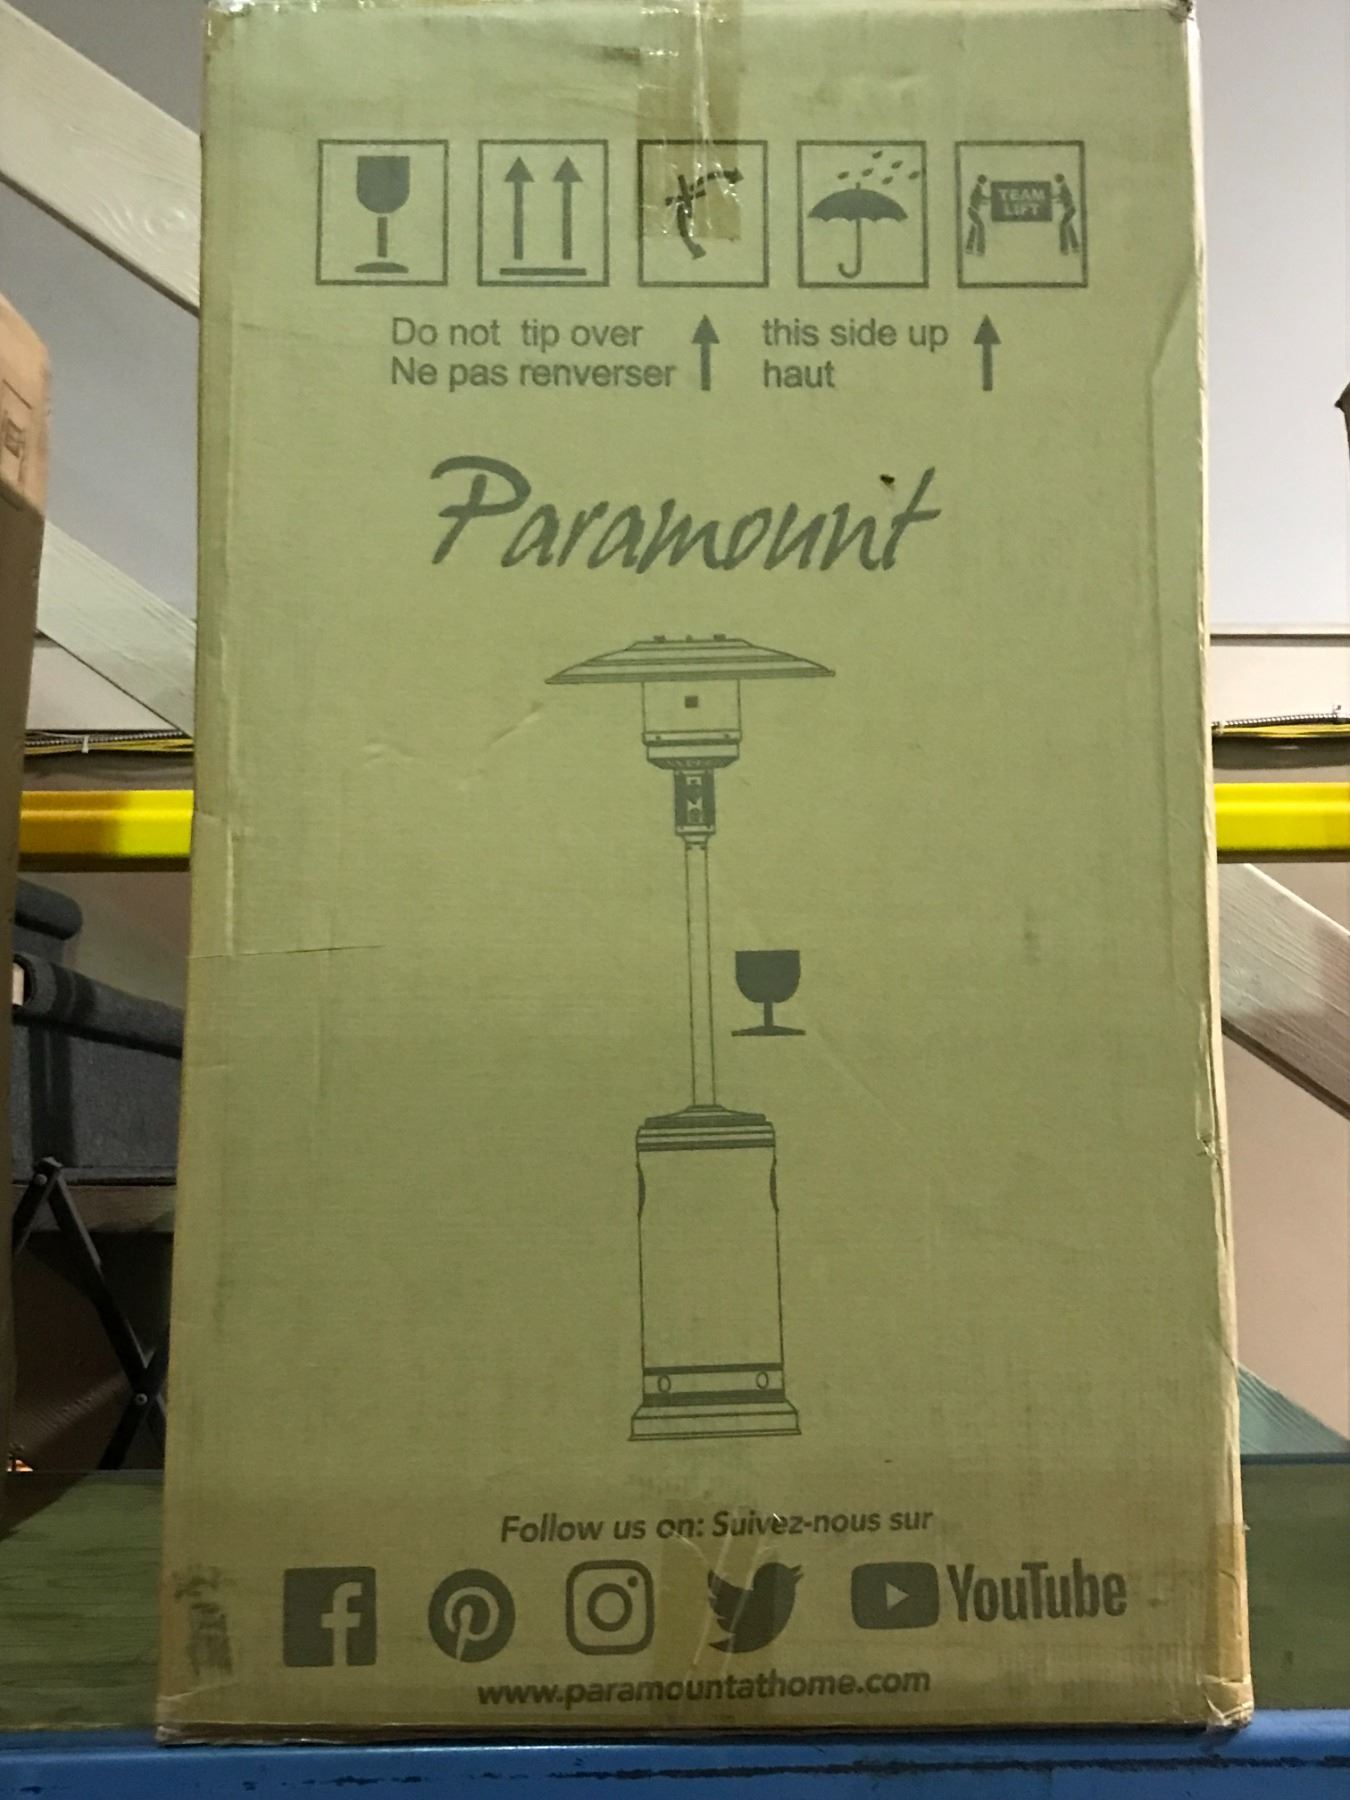 TEAM
LIFT
Do not tip over this side up
Ne pas renverser haut
Paramount
Follow us on: Suivez-nous sur
YouTube
www.paramountathome.com